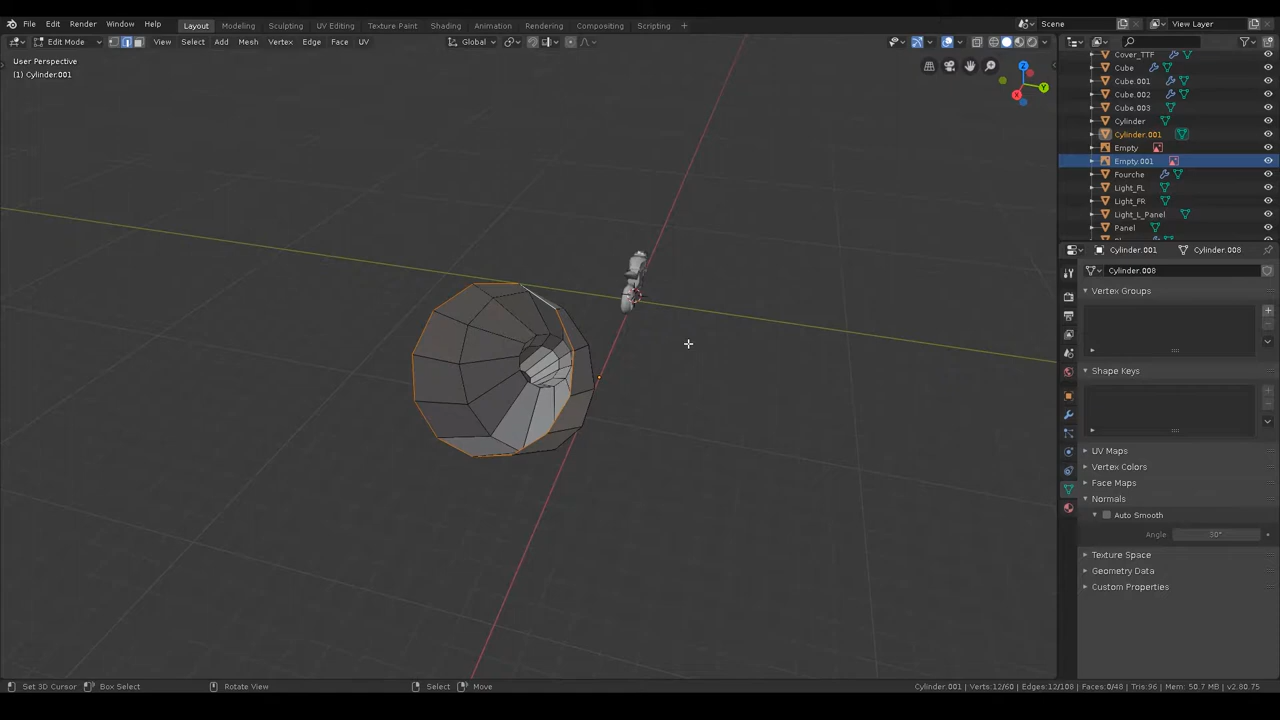 File Edit Render Window Help Layout Modeling Sculpting UV Editing Texture Paint Shading Animation Rendering Compositing Scripting + Scene View Layer
Edit Mode View Select Add Mesh Vertex Edge Face UV Global
User Perspective
(1) Cylinder.001
Z
Y
X
Cover_TTF
Cube
Cube.001
Cube.002
Cube.003
Cylinder
Cylinder.001
Empty
Empty.001
Fourche
Light_FL
Light_FR
Light_L_Panel
Panel
Cylinder.001 Cylinder.008
Cylinder.008
Vertex Groups
Shape Keys
UV Maps
Vertex Colors
Face Maps
Normals
Auto Smooth
Angle 30°
Texture Space
Geometry Data
Custom Properties
Set 3D Cursor Box Select Rotate View Select Move Cylinder.001 | Verts:12/60 | Edges:12/108 | Faces:0/48 | Tris:96 | Mem: 50.7 MB | v2.80.75